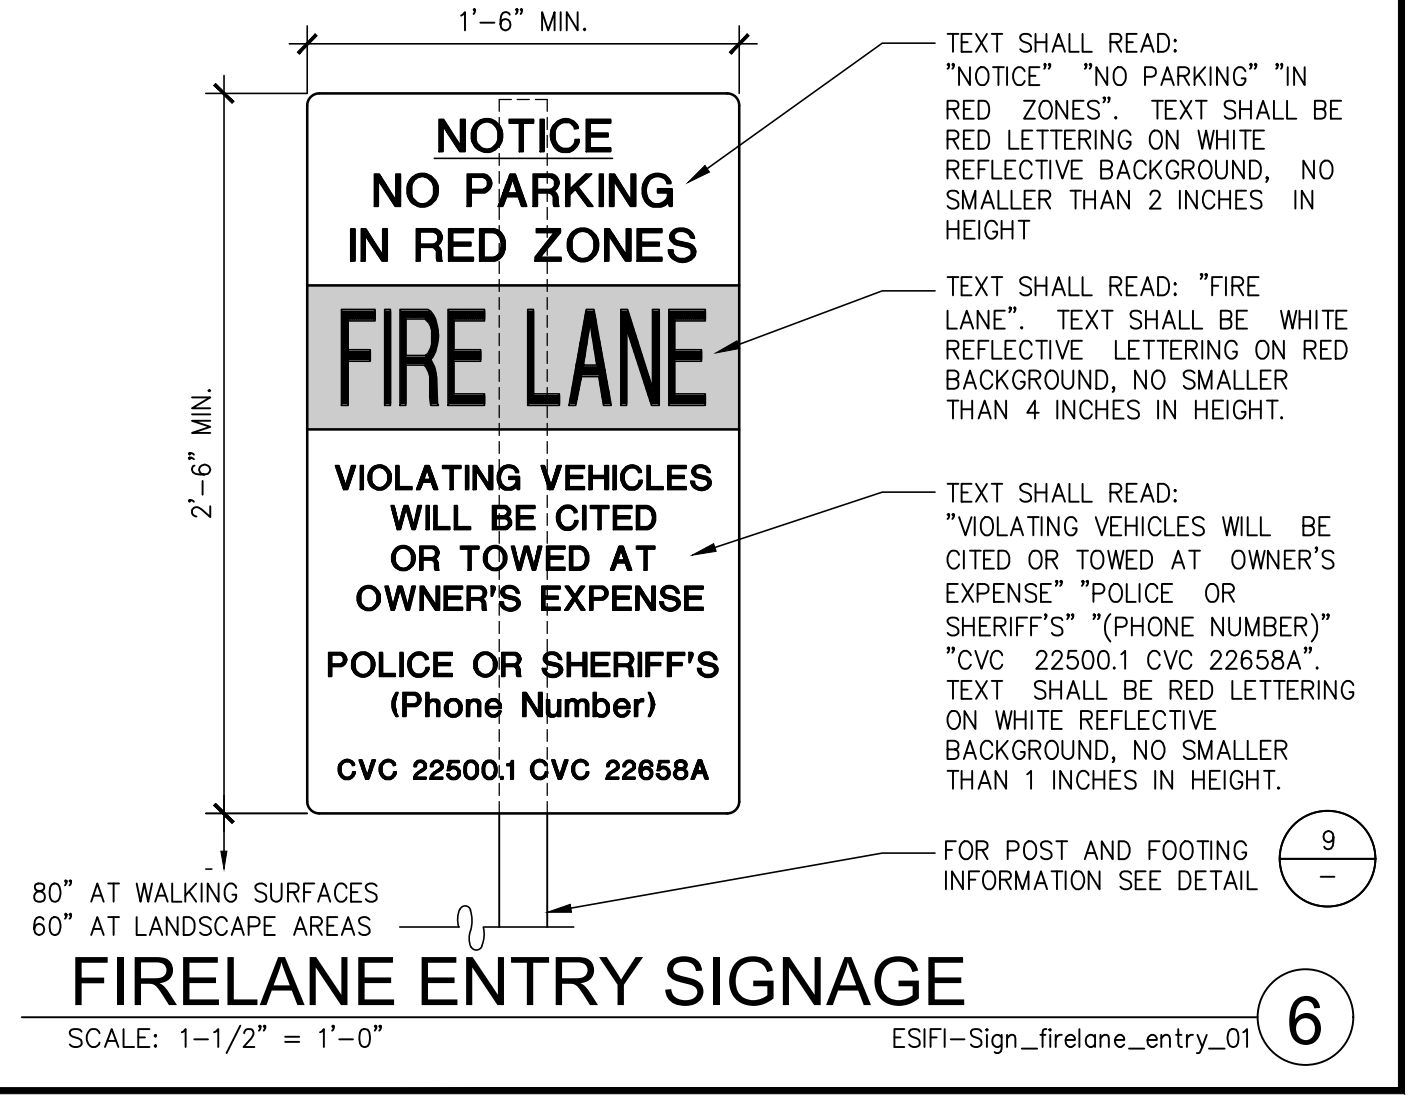 1'-6" MIN.
NOTICE
NO PARKING
IN RED ZONES
FIRE LANE
VIOLATING VEHICLES
WILL BE CITED
OR TOWED AT
OWNER'S EXPENSE
POLICE OR SHERIFF'S
(Phone Number)
CVC 22500.1 CVC 22658A
2'-6" MIN.
80" AT WALKING SURFACES
60" AT LANDSCAPE AREAS
TEXT SHALL READ:
"NOTICE" "NO PARKING" "IN
RED ZONES". TEXT SHALL BE
RED LETTERING ON WHITE
REFLECTIVE BACKGROUND, NO
SMALLER THAN 2 INCHES IN
HEIGHT
TEXT SHALL READ: "FIRE
LANE". TEXT SHALL BE WHITE
REFLECTIVE LETTERING ON RED
BACKGROUND, NO SMALLER
THAN 4 INCHES IN HEIGHT.
TEXT SHALL READ:
"VIOLATING VEHICLES WILL BE
CITED OR TOWED AT OWNER'S
EXPENSE" "POLICE OR
SHERIFF'S" "(PHONE NUMBER)"
"CVC 22500.1 CVC 22658A".
TEXT SHALL BE RED LETTERING
ON WHITE REFLECTIVE
BACKGROUND, NO SMALLER
THAN 1 INCHES IN HEIGHT.
FOR POST AND FOOTING
INFORMATION SEE DETAIL
9
-
FIRELANE ENTRY SIGNAGE
SCALE: 1-1/2" = 1'-0"
ESIFI-Sign_firelane_entry_01
6